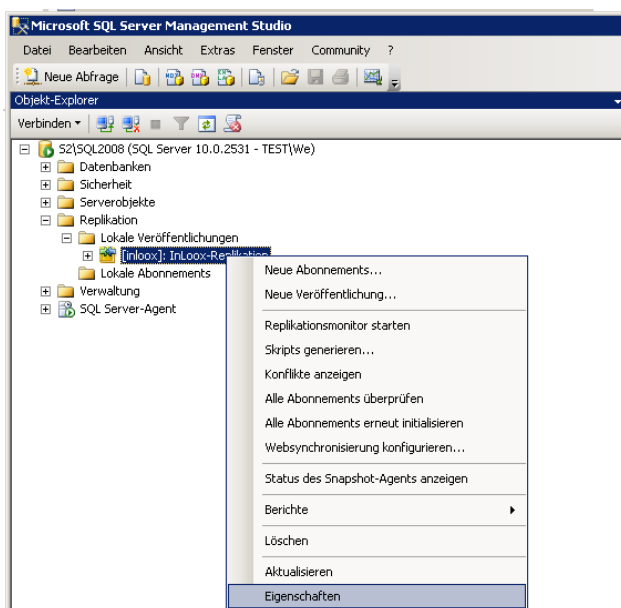 Microsoft SQL Server Management Studio
Datei Bearbeiten Ansicht Extras Fenster Community ?
Neue Abfrage
Objekt-Explorer
Verbinden
S2\SQL2008 (SQL Server 10.0.2531 - TEST\We)
Datenbanken
Sicherheit
Serverobjekte
Replikation
Lokale Veröffentlichungen
[inloox]: InLoox-Replikation
Lokale Abonnements
Verwaltung
SQL Server-Agent
Neue Abonnements...
Neue Veröffentlichung...
Replikationsmonitor starten
Skripts generieren...
Konflikte anzeigen
Alle Abonnements überprüfen
Alle Abonnements erneut initialisieren
Websynchronisierung konfigurieren...
Status des Snapshot-Agents anzeigen
Berichte
Löschen
Aktualisieren
Eigenschaften